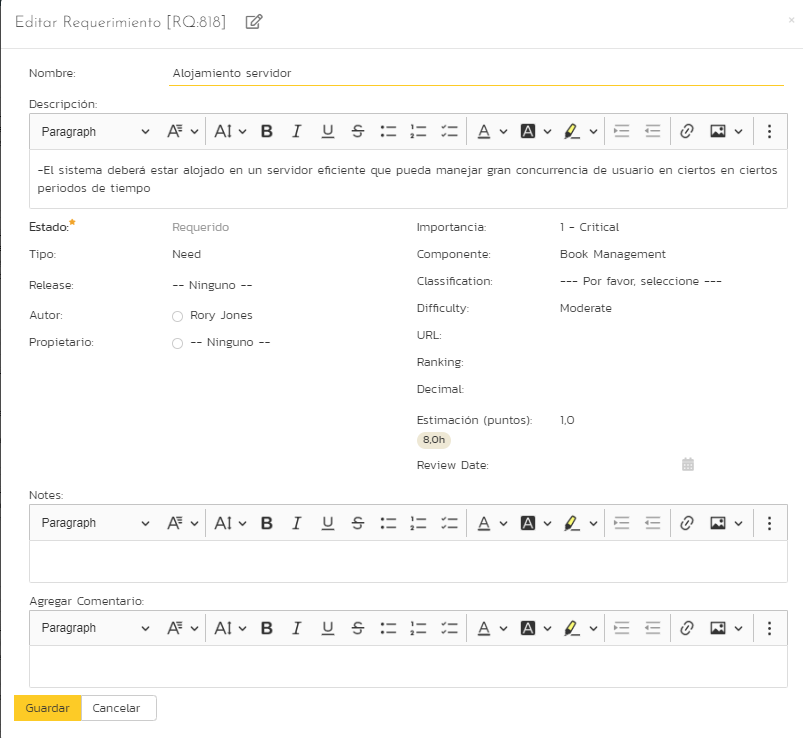 Editar Requerimiento [RQ:818]
×
Nombre: Alojamiento servidor
Descripción:
Paragraph A A B I U S A A
-El sistema deberá estar alojado en un servidor eficiente que pueda manejar gran concurrencia de usuario en ciertos en ciertos
periodos de tiempo
Estado:* Requerido
Importancia: 1 - Critical
Tipo: Need
Componente: Book Management
Classification: --- Por favor, seleccione ---
Release: -- Ninguno --
Difficulty: Moderate
Autor: Rory Jones
URL:
Propietario: -- Ninguno --
Ranking:
Decimal:
Estimación (puntos): 1,0
8,0h
Review Date:
Notes:
Paragraph A A B I U S A A
Agregar Comentario:
Paragraph A A B I U S A A
Guardar Cancelar